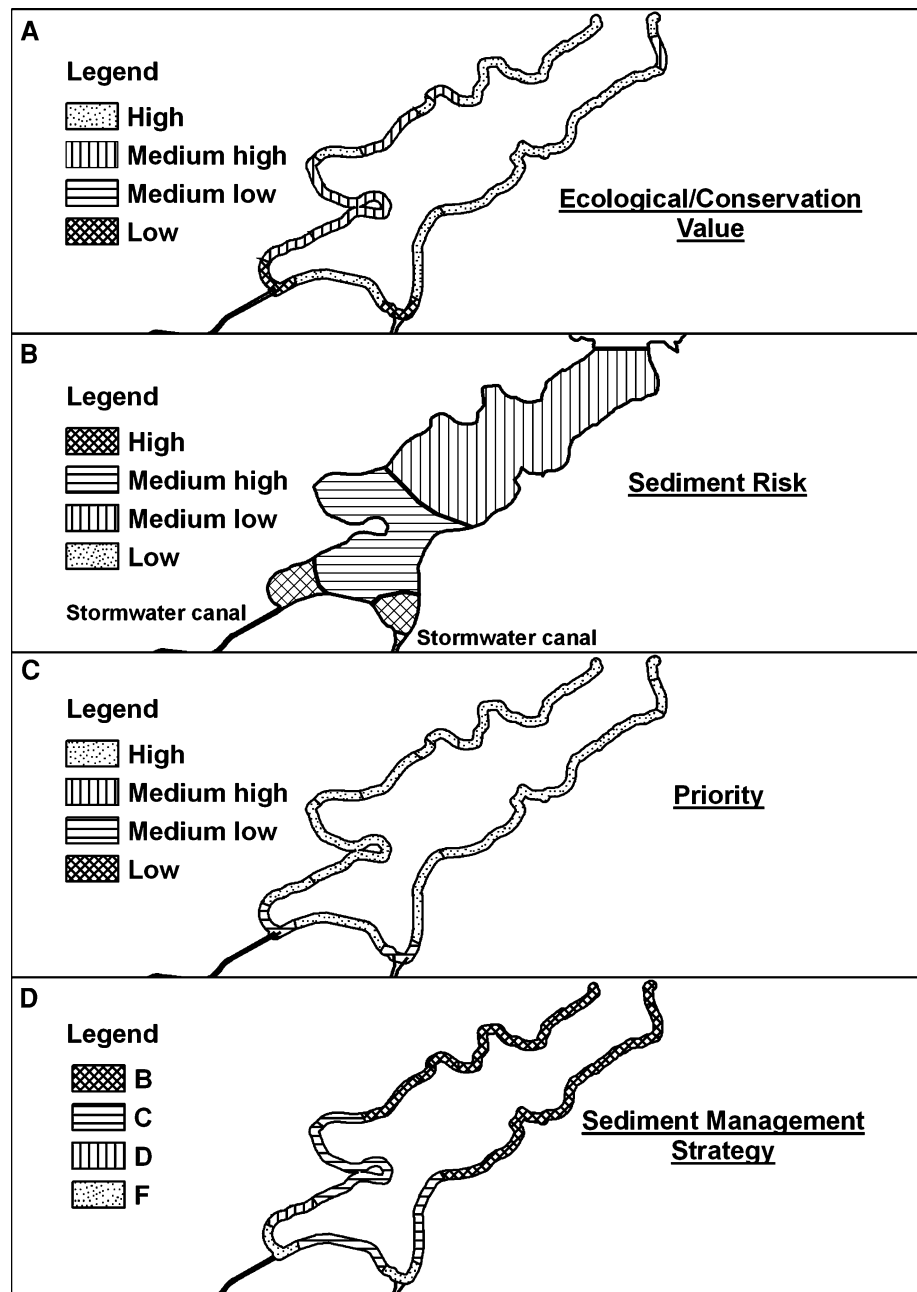 A
Legend
High
Medium high
Medium low
Low
Ecological/Conservation
Value
B
Legend
High
Medium high
Medium low
Low
Sediment Risk
Stormwater canal
Stormwater canal
C
Legend
High
Medium high
Medium low
Low
Priority
D
Legend
B
C
D
F
Sediment Management
Strategy